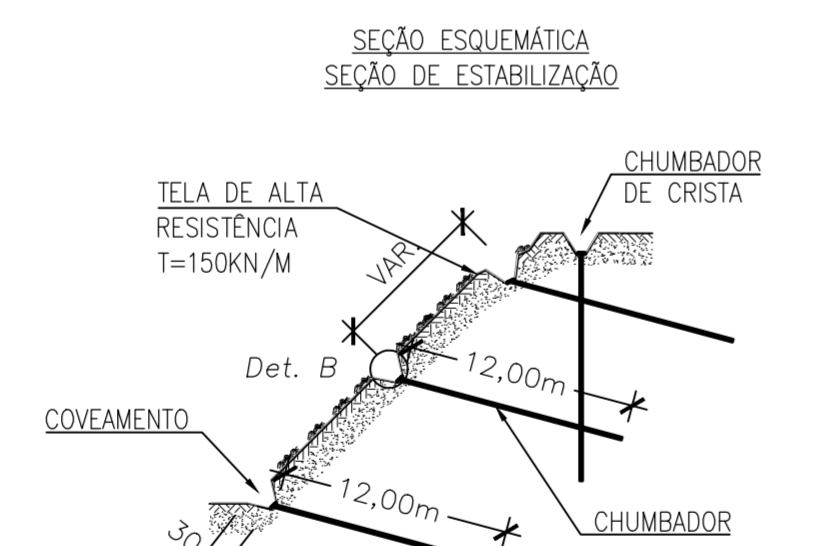 SEÇÃO ESQUEMÁTICA
SEÇÃO DE ESTABILIZAÇÃO
CHUMBADOR
DE CRISTA
TELA DE ALTA
RESISTÊNCIA
T=150KN/M
VAR.
Det. B
12,00m
COVEAMENTO
12,00m
CHUMBADOR
30